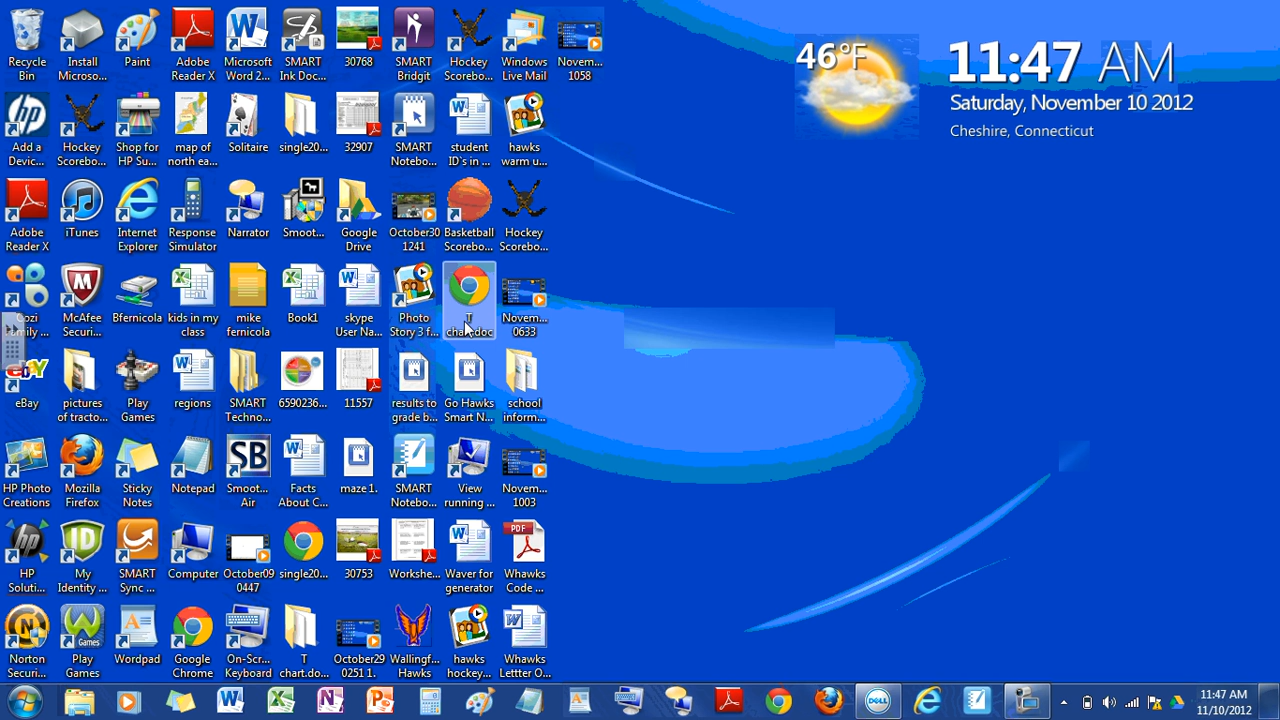 Recycle
Bin
Install
Microso...
Paint
Adobe
Reader X
Microsoft
Word 2...
SMART
Ink Doc...
30768
SMART
Bridgit
Hockey
Scorebo...
Windows
Live Mail
Novem...
1058
46°F
11:47 AM
Saturday, November 10 2012
Cheshire, Connecticut
Add a
Devic...
Hockey
Scorebo...
Shop for
HP Su...
map of
north ea...
Solitaire
single20...
32907
SMART
Notebo...
student
ID`s in ...
hawks
warm u...
Adobe
Reader X
iTunes
Internet
Explorer
Response
Simulator
Narrator
Smoot...
Google
Drive
October30
1241
Basketball
Scorebo...
Hockey
Scorebo...
Cozi
McAfee
Securi...
Bfernicola
kids in my
class
mike
fernicola
Book1
skype
User Na...
Photo
Story 3 f...
T
chart.doc
Novem...
0633
eBay
pictures
of tracto...
Play
Games
regions
SMART
Techno...
6590236...
11557
results to
grade b...
Go Hawks
Smart N...
school
inform...
HP Photo
Creations
Mozilla
Firefox
Sticky
Notes
Notepad
SB
Smoot...
Air
Facts
About C...
maze 1.
SMART
Notebo...
View
running ...
Novem...
1003
HP
Soluti...
ID
My
Identity ...
SMART
Sync ...
Computer
October09
0447
single20...
30753
Workshe...
Waver for
generator
PDF
Whawks
Code ...
Norton
Securi...
Games
Play
Games
Wordpad
Google
Chrome
On-Scr...
Keyboard
T
chart.do...
October29
0251 1.
Wallingf...
Hawks
hawks
hockey...
Whawks
Lettter O...
DELL
11:47 AM
11/10/2012